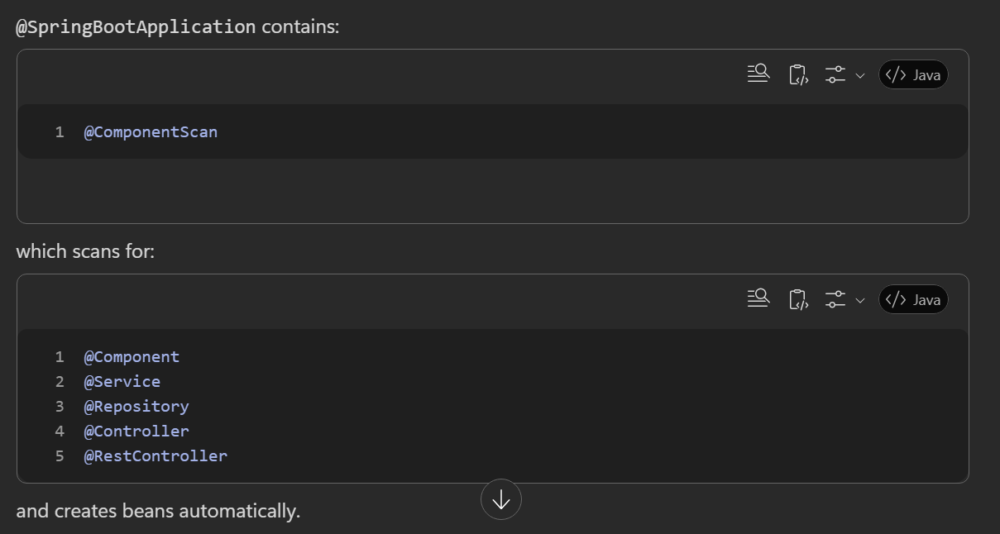 @SpringBootApplication contains:
</> Java
1 @ComponentScan
which scans for:
</> Java
1 @Component
2 @Service
3 @Repository
4 @Controller
5 @RestController
and creates beans automatically.